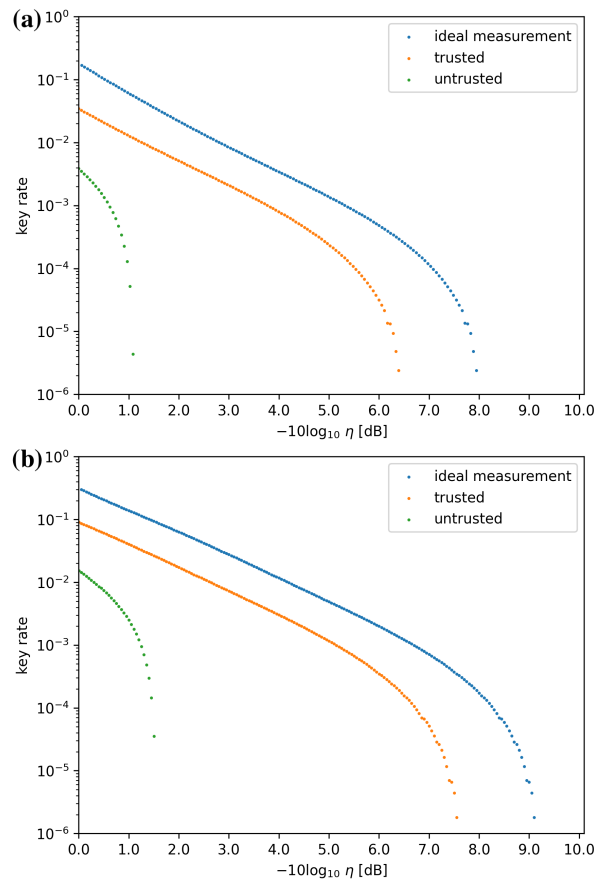 (a)
10⁰
10⁻¹
10⁻²
10⁻³
10⁻⁴
10⁻⁵
10⁻⁶
key rate
ideal measurement
trusted
untrusted
0.0 1.0 2.0 3.0 4.0 5.0 6.0 7.0 8.0 9.0 10.0
−10log₁₀ η [dB]
(b)
10⁰
10⁻¹
10⁻²
10⁻³
10⁻⁴
10⁻⁵
10⁻⁶
key rate
ideal measurement
trusted
untrusted
0.0 1.0 2.0 3.0 4.0 5.0 6.0 7.0 8.0 9.0 10.0
−10log₁₀ η [dB]